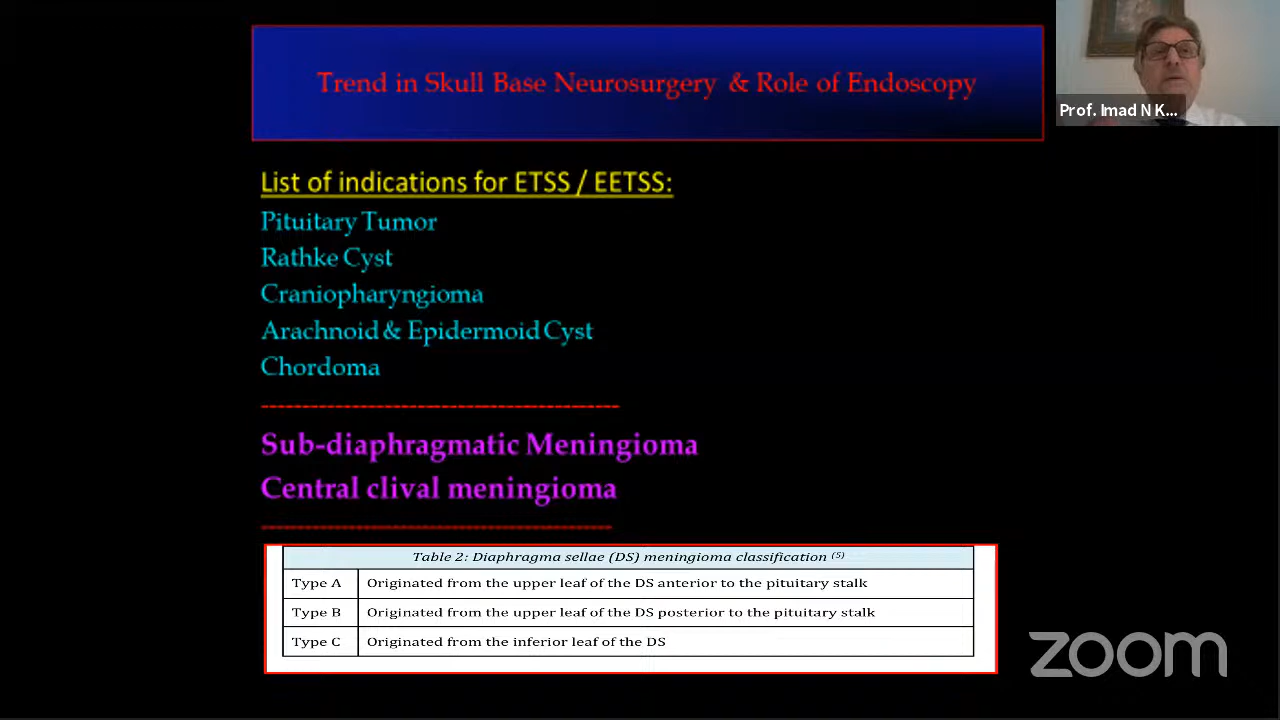 Trend in Skull Base Neurosurgery & Role of Endoscopy
Prof. Imad N K...
List of indications for ETSS / EETSS:
Pituitary Tumor
Rathke Cyst
Craniopharyngioma
Arachnoid & Epidermoid Cyst
Chordoma
Sub-diaphragmatic Meningioma
Central clival meningioma
Table 2: Diaphragma sellae (DS) meningioma classification (5)
Type A Originated from the upper leaf of the DS anterior to the pituitary stalk
Type B Originated from the upper leaf of the DS posterior to the pituitary stalk
Type C Originated from the inferior leaf of the DS
zoom